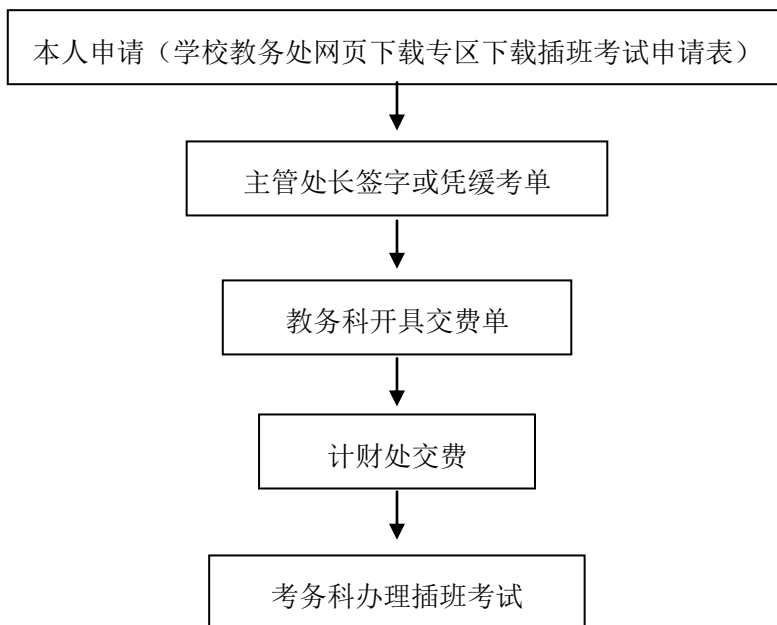 本人申请（学校教务处网页下载专区下载插班考试申请表）
主管处长签字或凭缓考单
教务科开具交费单
计财处交费
考务科办理插班考试